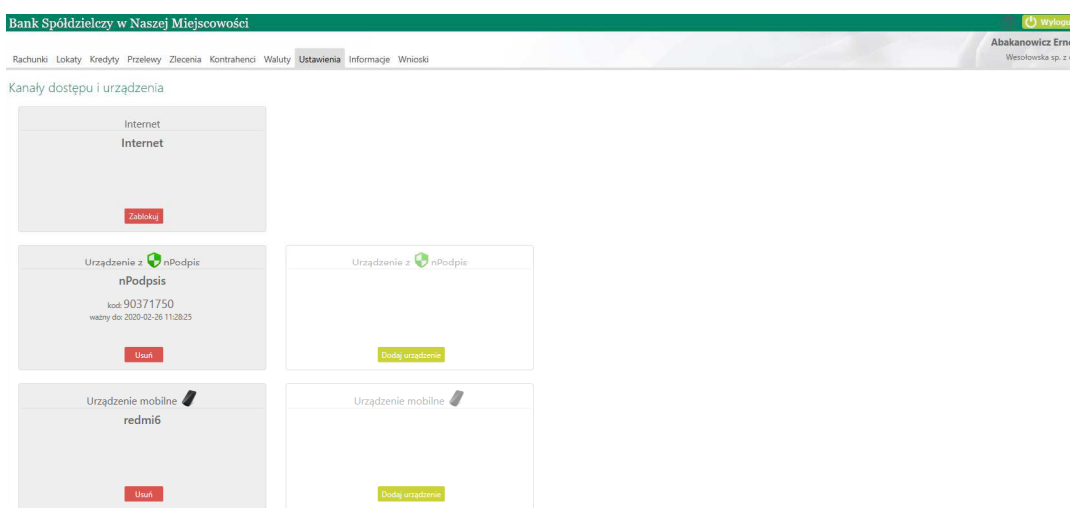 Bank Spółdzielczy w Naszej Miejscowości
Wylogu
Abakanowicz Erne
Wesołowska sp. z
Rachunki Lokaty Kredyty Przelewy Zlecenia Kontrahenci Waluty Ustawienia Informacje Wnioski
Kanały dostępu i urządzenia
Internet
Internet
Zablokuj
Urządzenie z nPodpis
Urządzenie z nPodpis
nPodpsis
kod: 90371750
ważny do: 2020-02-26 11:28:25
Usuń
Dodaj urządzenie
Urządzenie mobilne
Urządzenie mobilne
redmi6
Usuń
Dodaj urządzenie